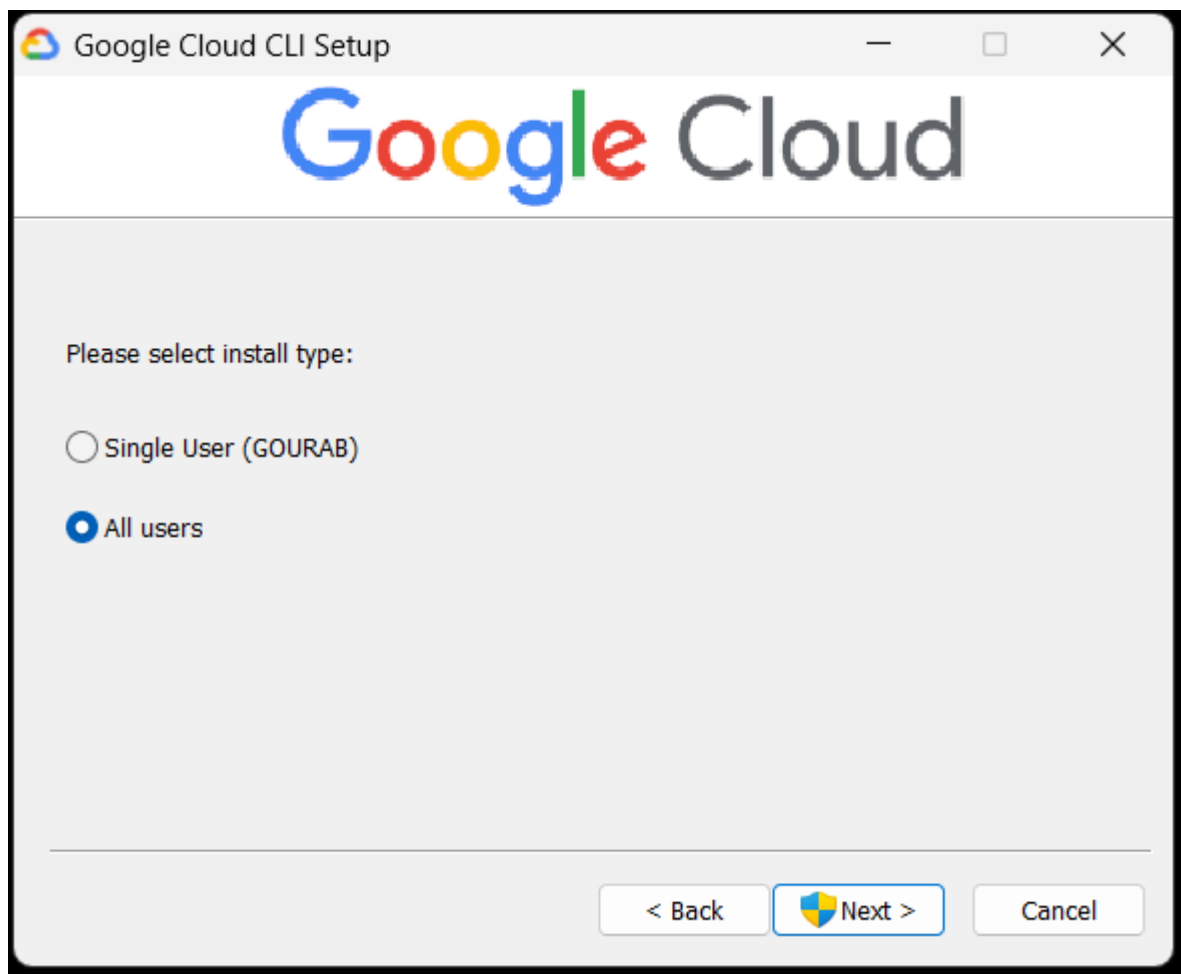 Google Cloud CLI Setup
Google Cloud
Please select install type:
Single User (GOURAB)
All users
< Back
Next >
Cancel